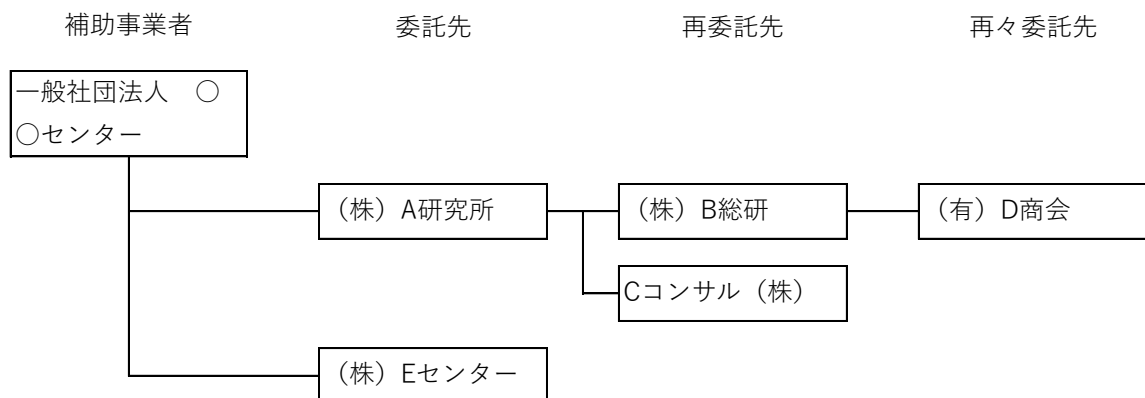 補助事業者 委託先 再委託先 再々委託先
一般社団法人　○
○センター
（株）A研究所 （株）B総研 （有）D商会
Cコンサル（株）
（株）Eセンター